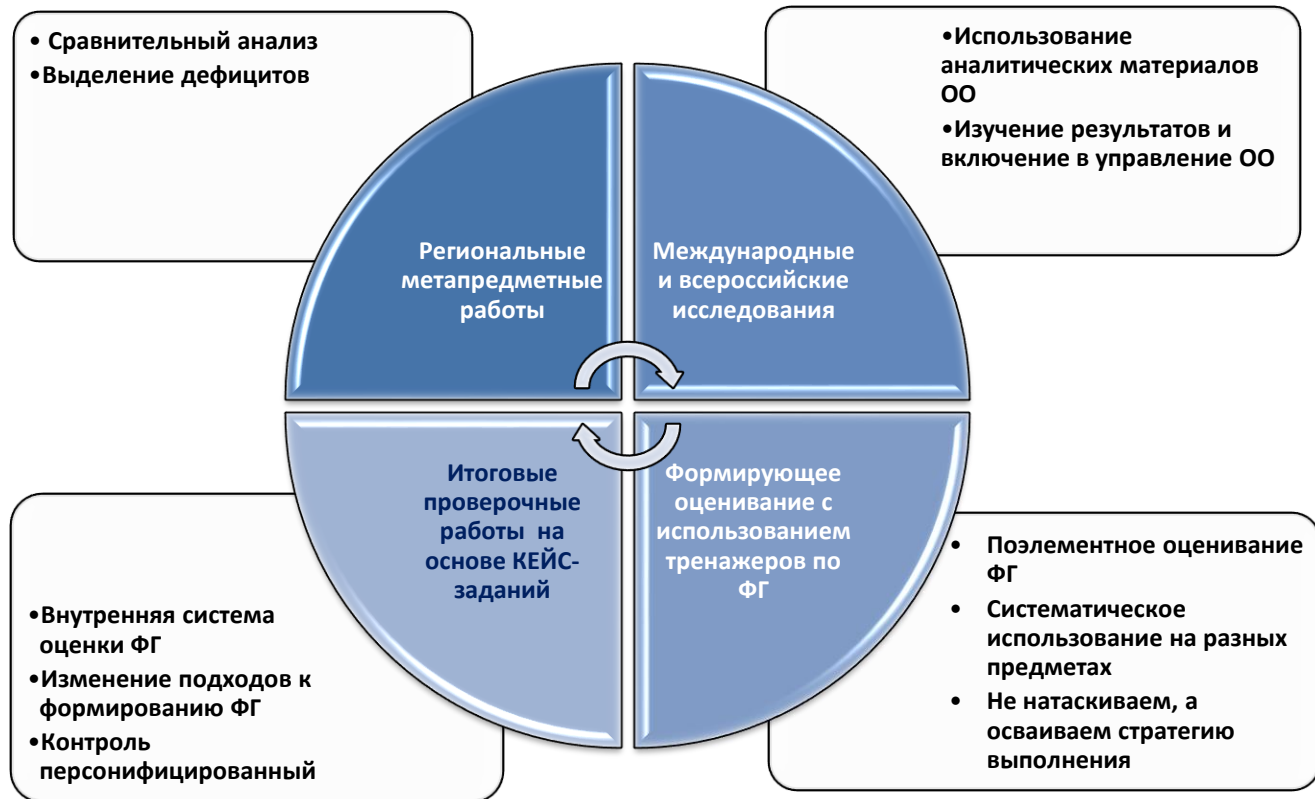 • Сравнительный анализ
•Выделение дефицитов
•Использование
аналитических материалов
ОО
•Изучение результатов и
включение в управление ОО
Региональные
метапредметные
работы
Международные
и всероссийские
исследования
Итоговые
проверочные
работы на
основе КЕЙС-
заданий
Формирующее
оценивание с
использованием
тренажеров по
ФГ
•Внутренняя система
оценки ФГ
•Изменение подходов к
формированию ФГ
•Контроль
персонифицированный
• Поэлементное оценивание
ФГ
• Систематическое
использование на разных
предметах
• Не натаскиваем, а
осваиваем стратегию
выполнения